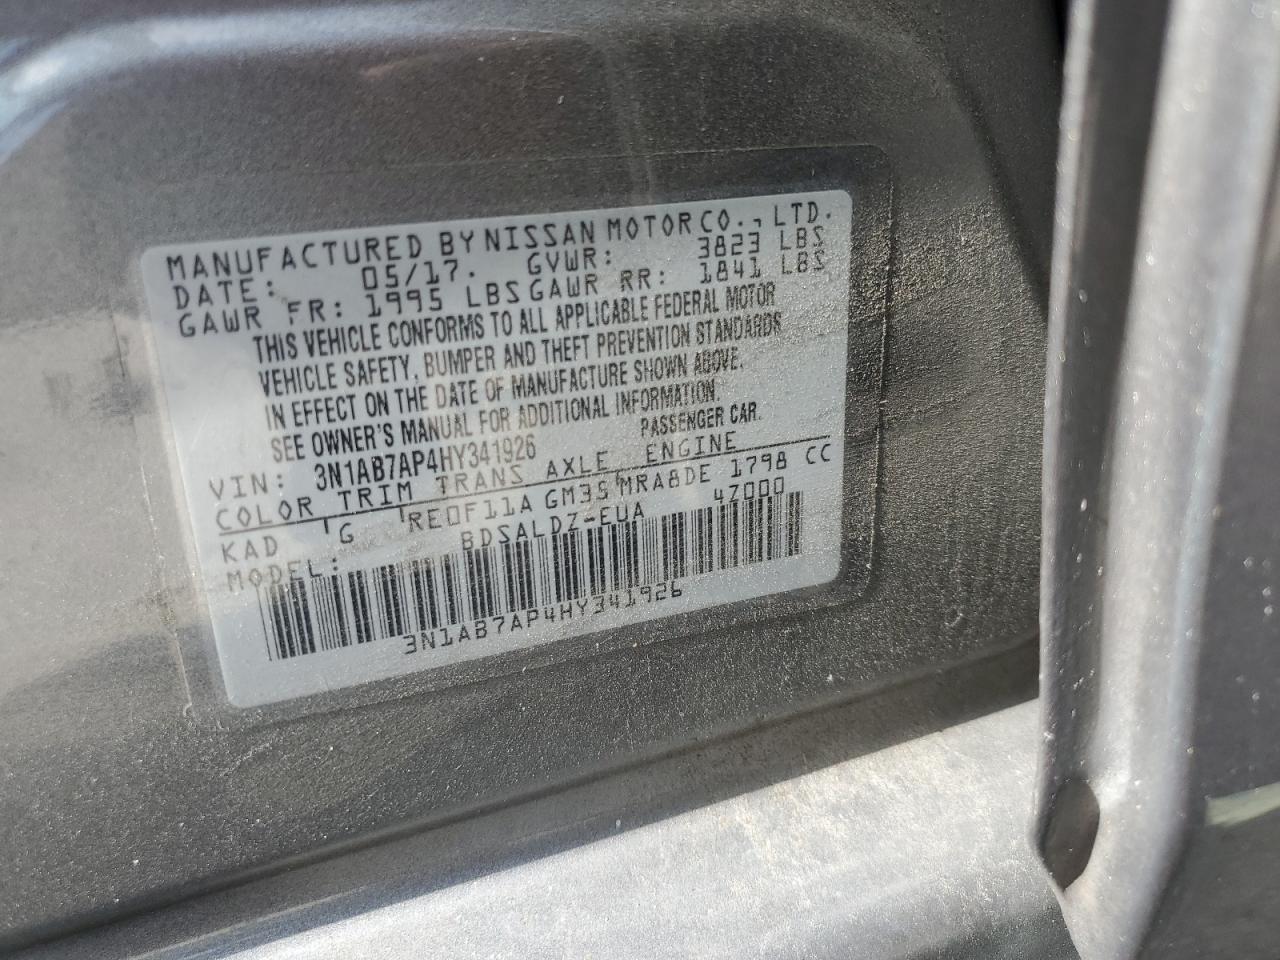 MANUFACTURED BY NISSAN MOTOR CO., LTD.
DATE: 05/17. GVWR: 3823 LBS
GAWR FR: 1995 LBS GAWR RR: 1841 LBS
THIS VEHICLE CONFORMS TO ALL APPLICABLE FEDERAL MOTOR
VEHICLE SAFETY, BUMPER AND THEFT PREVENTION STANDARDS
IN EFFECT ON THE DATE OF MANUFACTURE SHOWN ABOVE.
SEE OWNER'S MANUAL FOR ADDITIONAL INFORMATION.
VIN: 3N1AB7AP4HY341926 PASSENGER CAR.
COLOR TRIM TRANS AXLE ENGINE
KAD G RE0F11A GM35 MRA8DE 1798 CC
MODEL: BDSALDZ-EUA 47000
3N1AB7AP4HY341926